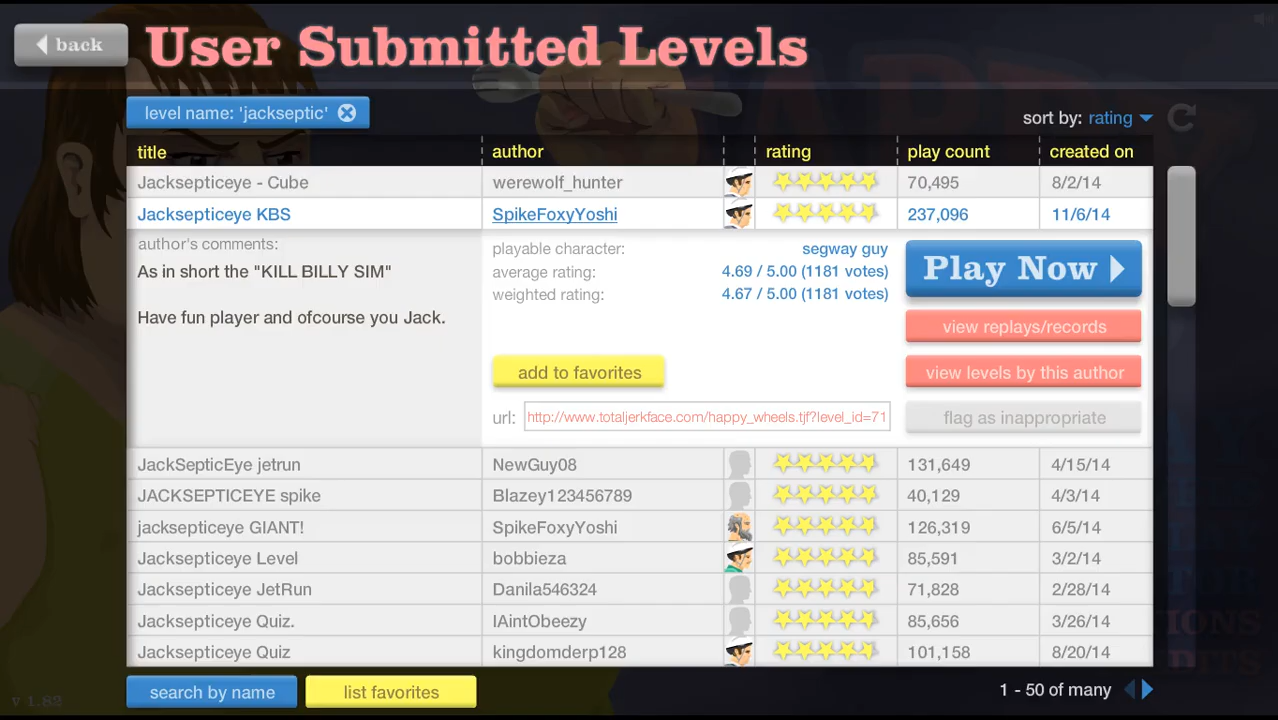 back
User Submitted Levels
level name: 'jackseptic'
sort by: rating
title author rating play count created on
Jacksepticeye - Cube werewolf_hunter 70,495 8/2/14
Jacksepticeye KBS SpikeFoxyYoshi 237,096 11/6/14
author's comments:
As in short the "KILL BILLY SIM"
Have fun player and ofcourse you Jack.
playable character: segway guy
average rating: 4.69 / 5.00 (1181 votes)
weighted rating: 4.67 / 5.00 (1181 votes)
add to favorites
url: http://www.totaljerkface.com/happy_wheels.tjf?level_id=71
Play Now
view replays/records
view levels by this author
flag as inappropriate
JackSepticEye jetrun NewGuy08 131,649 4/15/14
JACKSEPTICEYE spike Blazey123456789 40,129 4/3/14
jacksepticeye GIANT! SpikeFoxyYoshi 126,319 6/5/14
Jacksepticeye Level bobbieza 85,591 3/2/14
Jacksepticeye JetRun Danila546324 71,828 2/28/14
Jacksepticeye Quiz. IAintObeezy 85,656 3/26/14
Jacksepticeye Quiz kingdomderp128 101,158 8/20/14
search by name
list favorites
1 - 50 of many
v 1.82